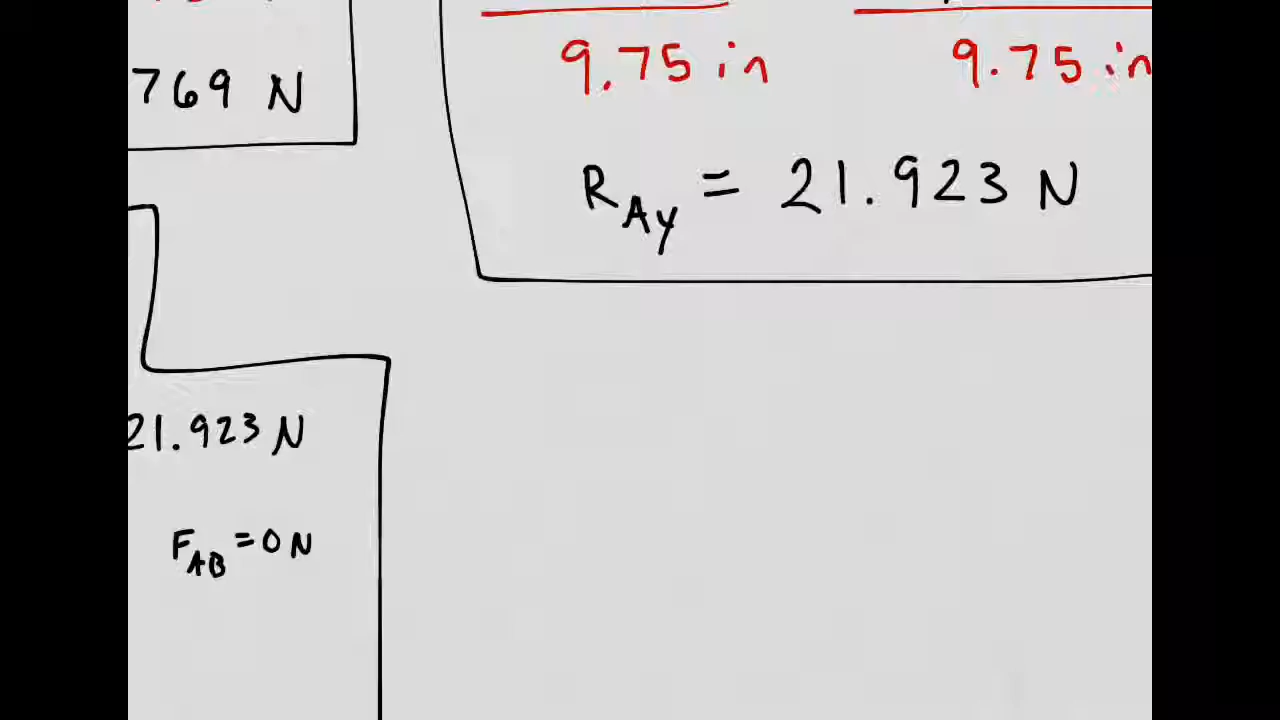 9.75 in 9.75 in
769 N
R_Ay = 21.923 N
21.923 N
F_AB = 0 N